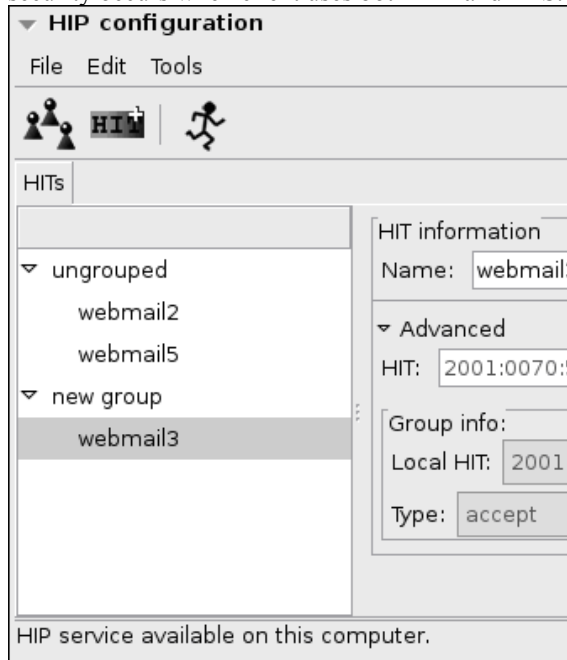 HIP configuration
File Edit Tools
HIT
HITs
ungrouped
webmail2
webmail5
new group
webmail3
HIT information
Name: webmail
Advanced
HIT: 2001:0070:
Group info:
Local HIT: 2001
Type: accept
HIP service available on this computer.